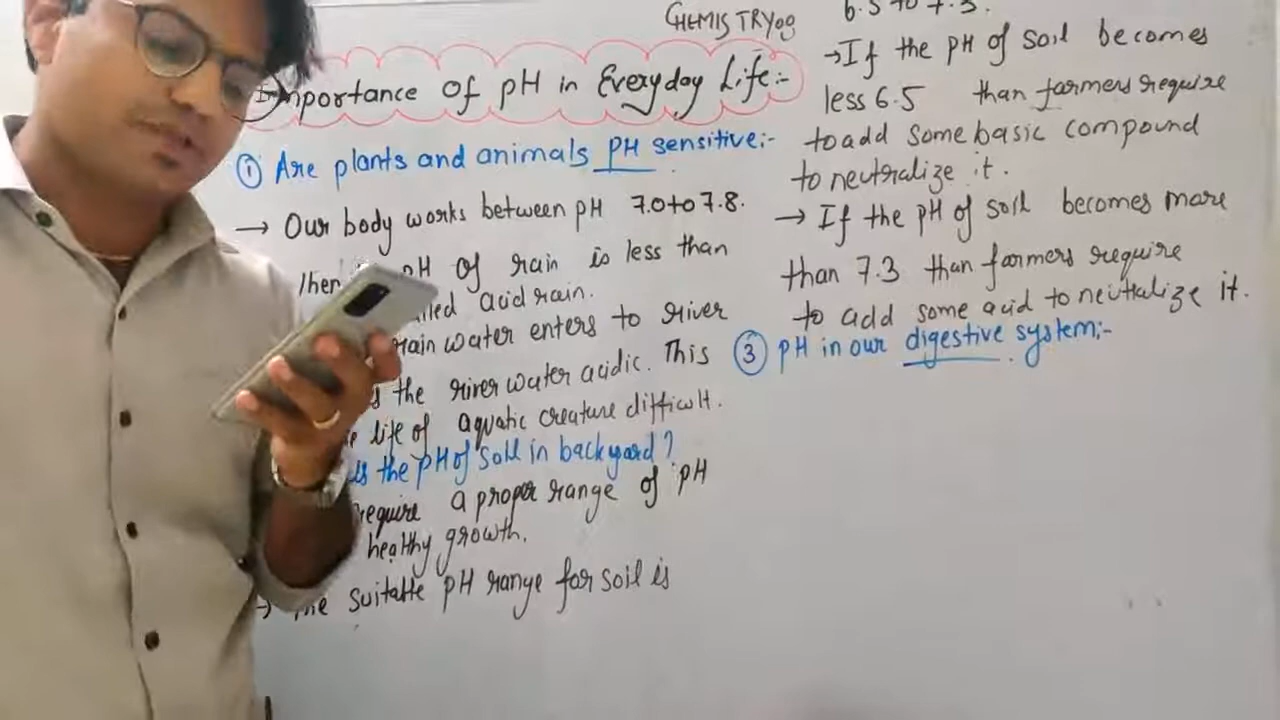 CHEMISTRY99
Importance of pH in Everyday Life:-
① Are plants and animals pH sensitive:-
→ Our body works between pH 7.0 to 7.8.
pH of rain is less than
acid rain.
rain water enters to river
the river water acidic. This
life of aquatic creature difficult.
is the pH of soil in backyard?
require a proper range of pH
healthy growth.
→ The suitable pH range for soil is
6.5 to 7.3.
→ If the pH of soil becomes
less 6.5 than farmers require
to add some basic compound
to neutralize it.
→ If the pH of soil becomes more
than 7.3 than farmers require
to add some acid to neutralize it.
③ pH in our digestive system:-